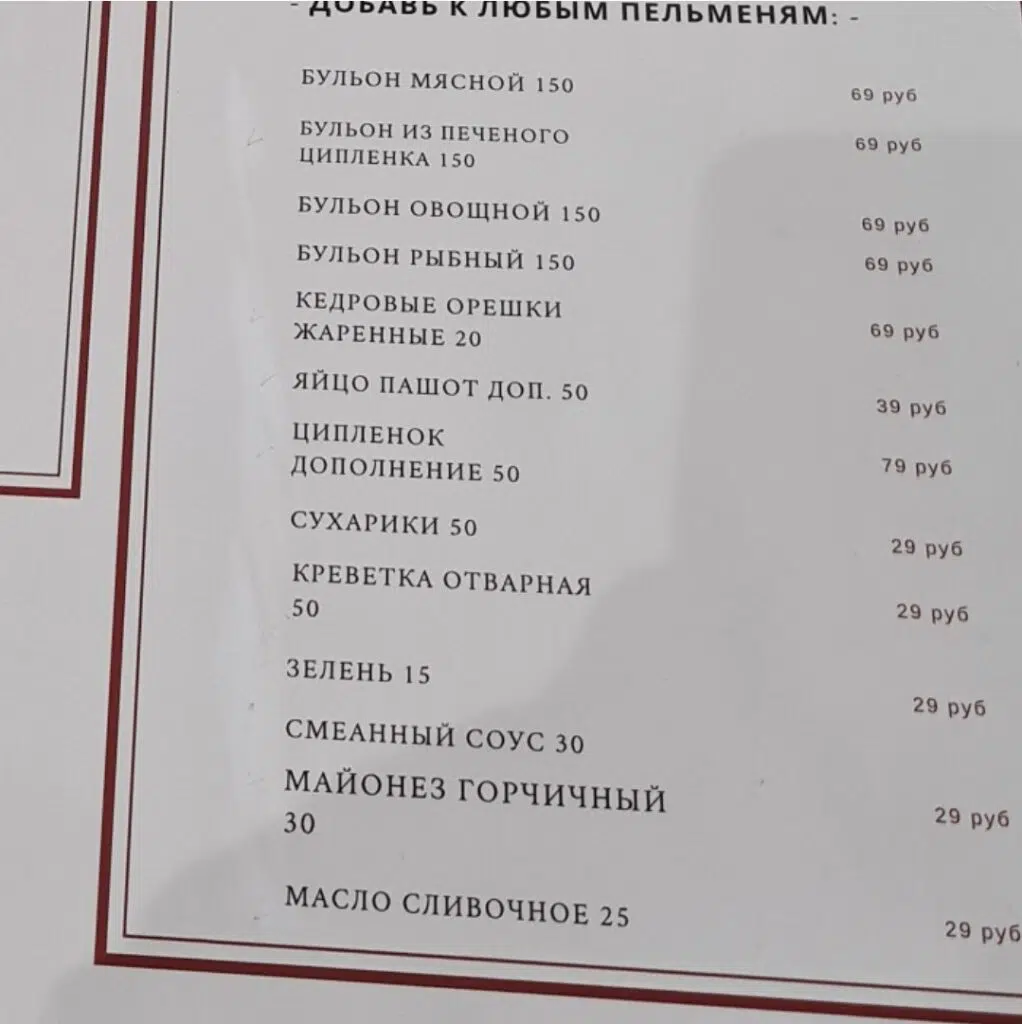 - ДОБАВЬ К ЛЮБЫМ ПЕЛЬМЕНЯМ: -
БУЛЬОН МЯСНОЙ 150 69 руб
БУЛЬОН ИЗ ПЕЧЕНОГО
ЦИПЛЕНКА 150 69 руб
БУЛЬОН ОВОЩНОЙ 150 69 руб
БУЛЬОН РЫБНЫЙ 150 69 руб
КЕДРОВЫЕ ОРЕШКИ
ЖАРЕННЫЕ 20 69 руб
ЯЙЦО ПАШОТ ДОП. 50 39 руб
ЦИПЛЕНОК
ДОПОЛНЕНИЕ 50 79 руб
СУХАРИКИ 50 29 руб
КРЕВЕТКА ОТВАРНАЯ
50 29 руб
ЗЕЛЕНЬ 15 29 руб
СМЕАННЫЙ СОУС 30
МАЙОНЕЗ ГОРЧИЧНЫЙ 29 руб
30
МАСЛО СЛИВОЧНОЕ 25 29 руб